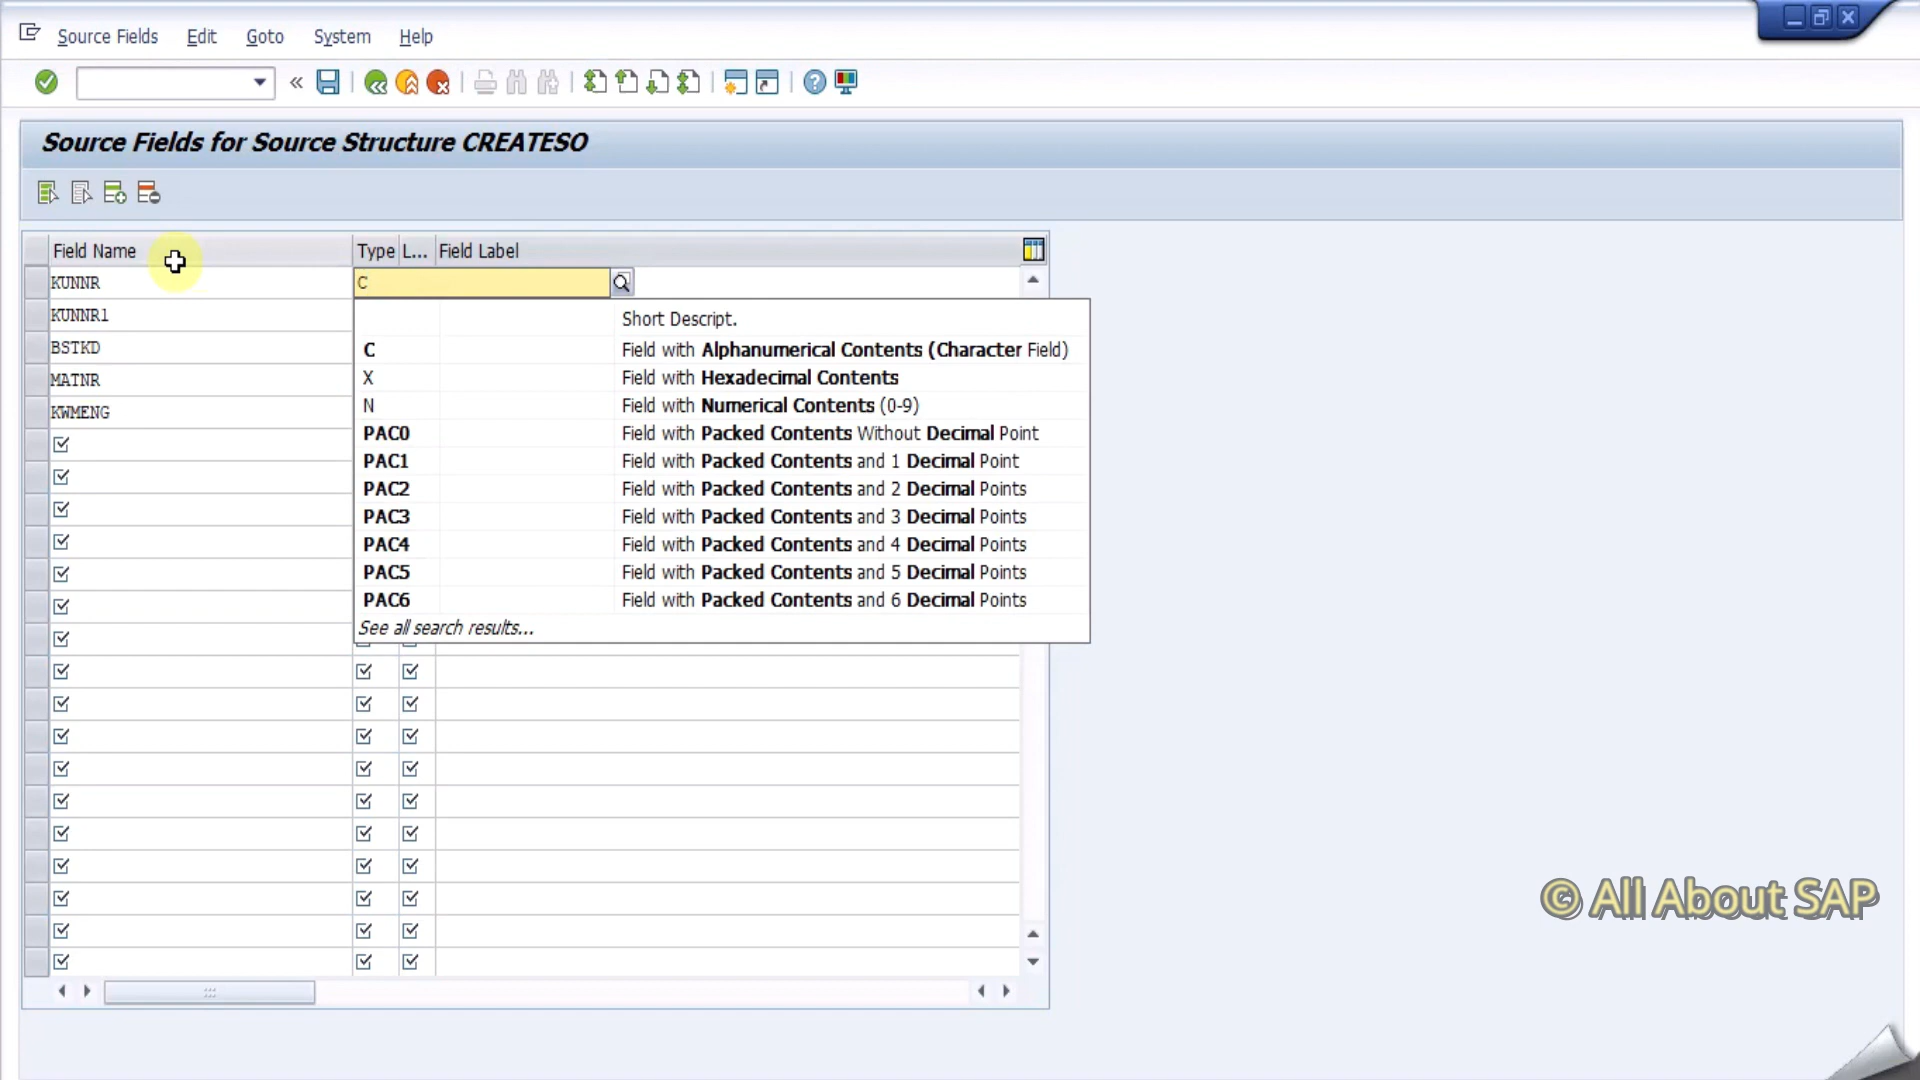 Source Fields Edit Goto System Help
Source Fields for Source Structure CREATESO
Field Name Type L... Field Label
KUNNR C
KUNNR1
BSTKD
MATNR
KWMENG
Short Descript.
C Field with Alphanumerical Contents (Character Field)
X Field with Hexadecimal Contents
N Field with Numerical Contents (0-9)
PAC0 Field with Packed Contents Without Decimal Point
PAC1 Field with Packed Contents and 1 Decimal Point
PAC2 Field with Packed Contents and 2 Decimal Points
PAC3 Field with Packed Contents and 3 Decimal Points
PAC4 Field with Packed Contents and 4 Decimal Points
PAC5 Field with Packed Contents and 5 Decimal Points
PAC6 Field with Packed Contents and 6 Decimal Points
See all search results...
© All About SAP